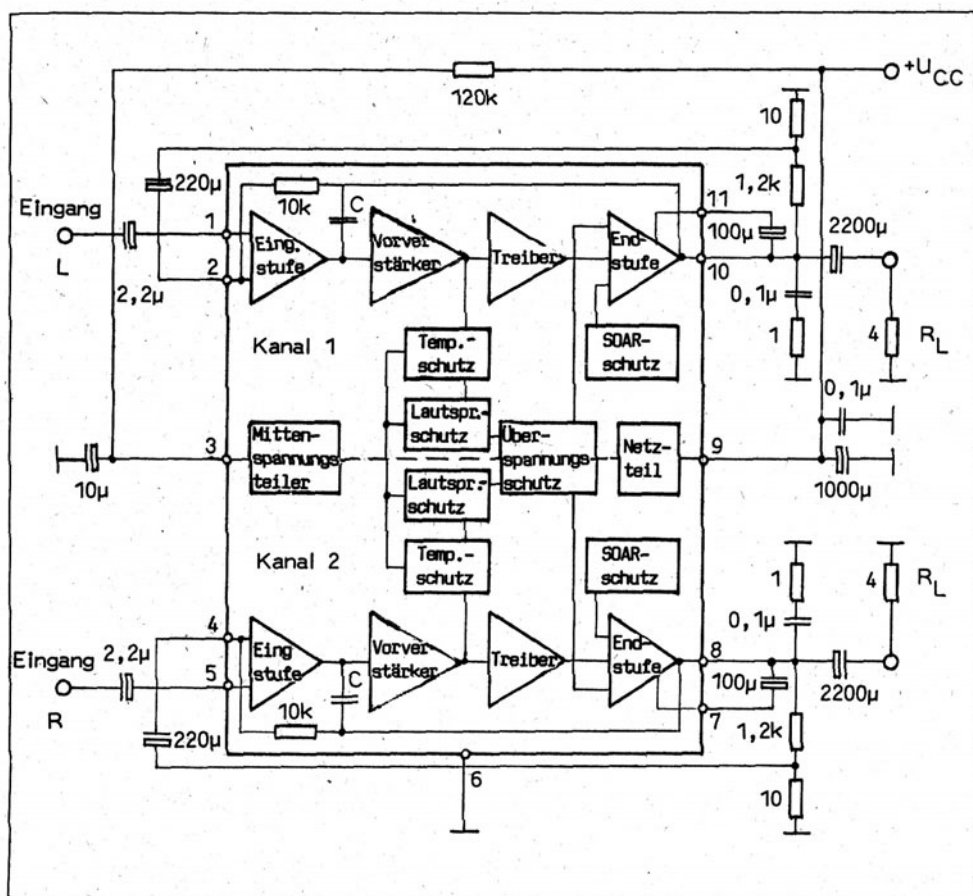 +U_CC
120k
10
220µ
10k
C
1,2k
11
100µ
2200µ
Eingang
L
1
2
2,2µ
Eing.
stufe
Vorver
stärker
Treiber
End-
stufe
10
0,1µ
1
4
R_L
Kanal 1
Temp.-
schutz
SOAR-
schutz
Lautspr.-
schutz
0,1µ
3
10µ
Mitten-
spannungs
teiler
Über-
spannungs
schutz
Netz-
teil
9
1000µ
Lautspr.-
schutz
Kanal 2
Temp.-
schutz
SOAR-
schutz
1
0,1µ
4
R_L
Eingang
R
2,2µ
4
5
Eing
stufe
C
10k
220µ
Vorver
stärker
Treiber
End-
stufe
8
100µ
7
2200µ
1,2k
10
6